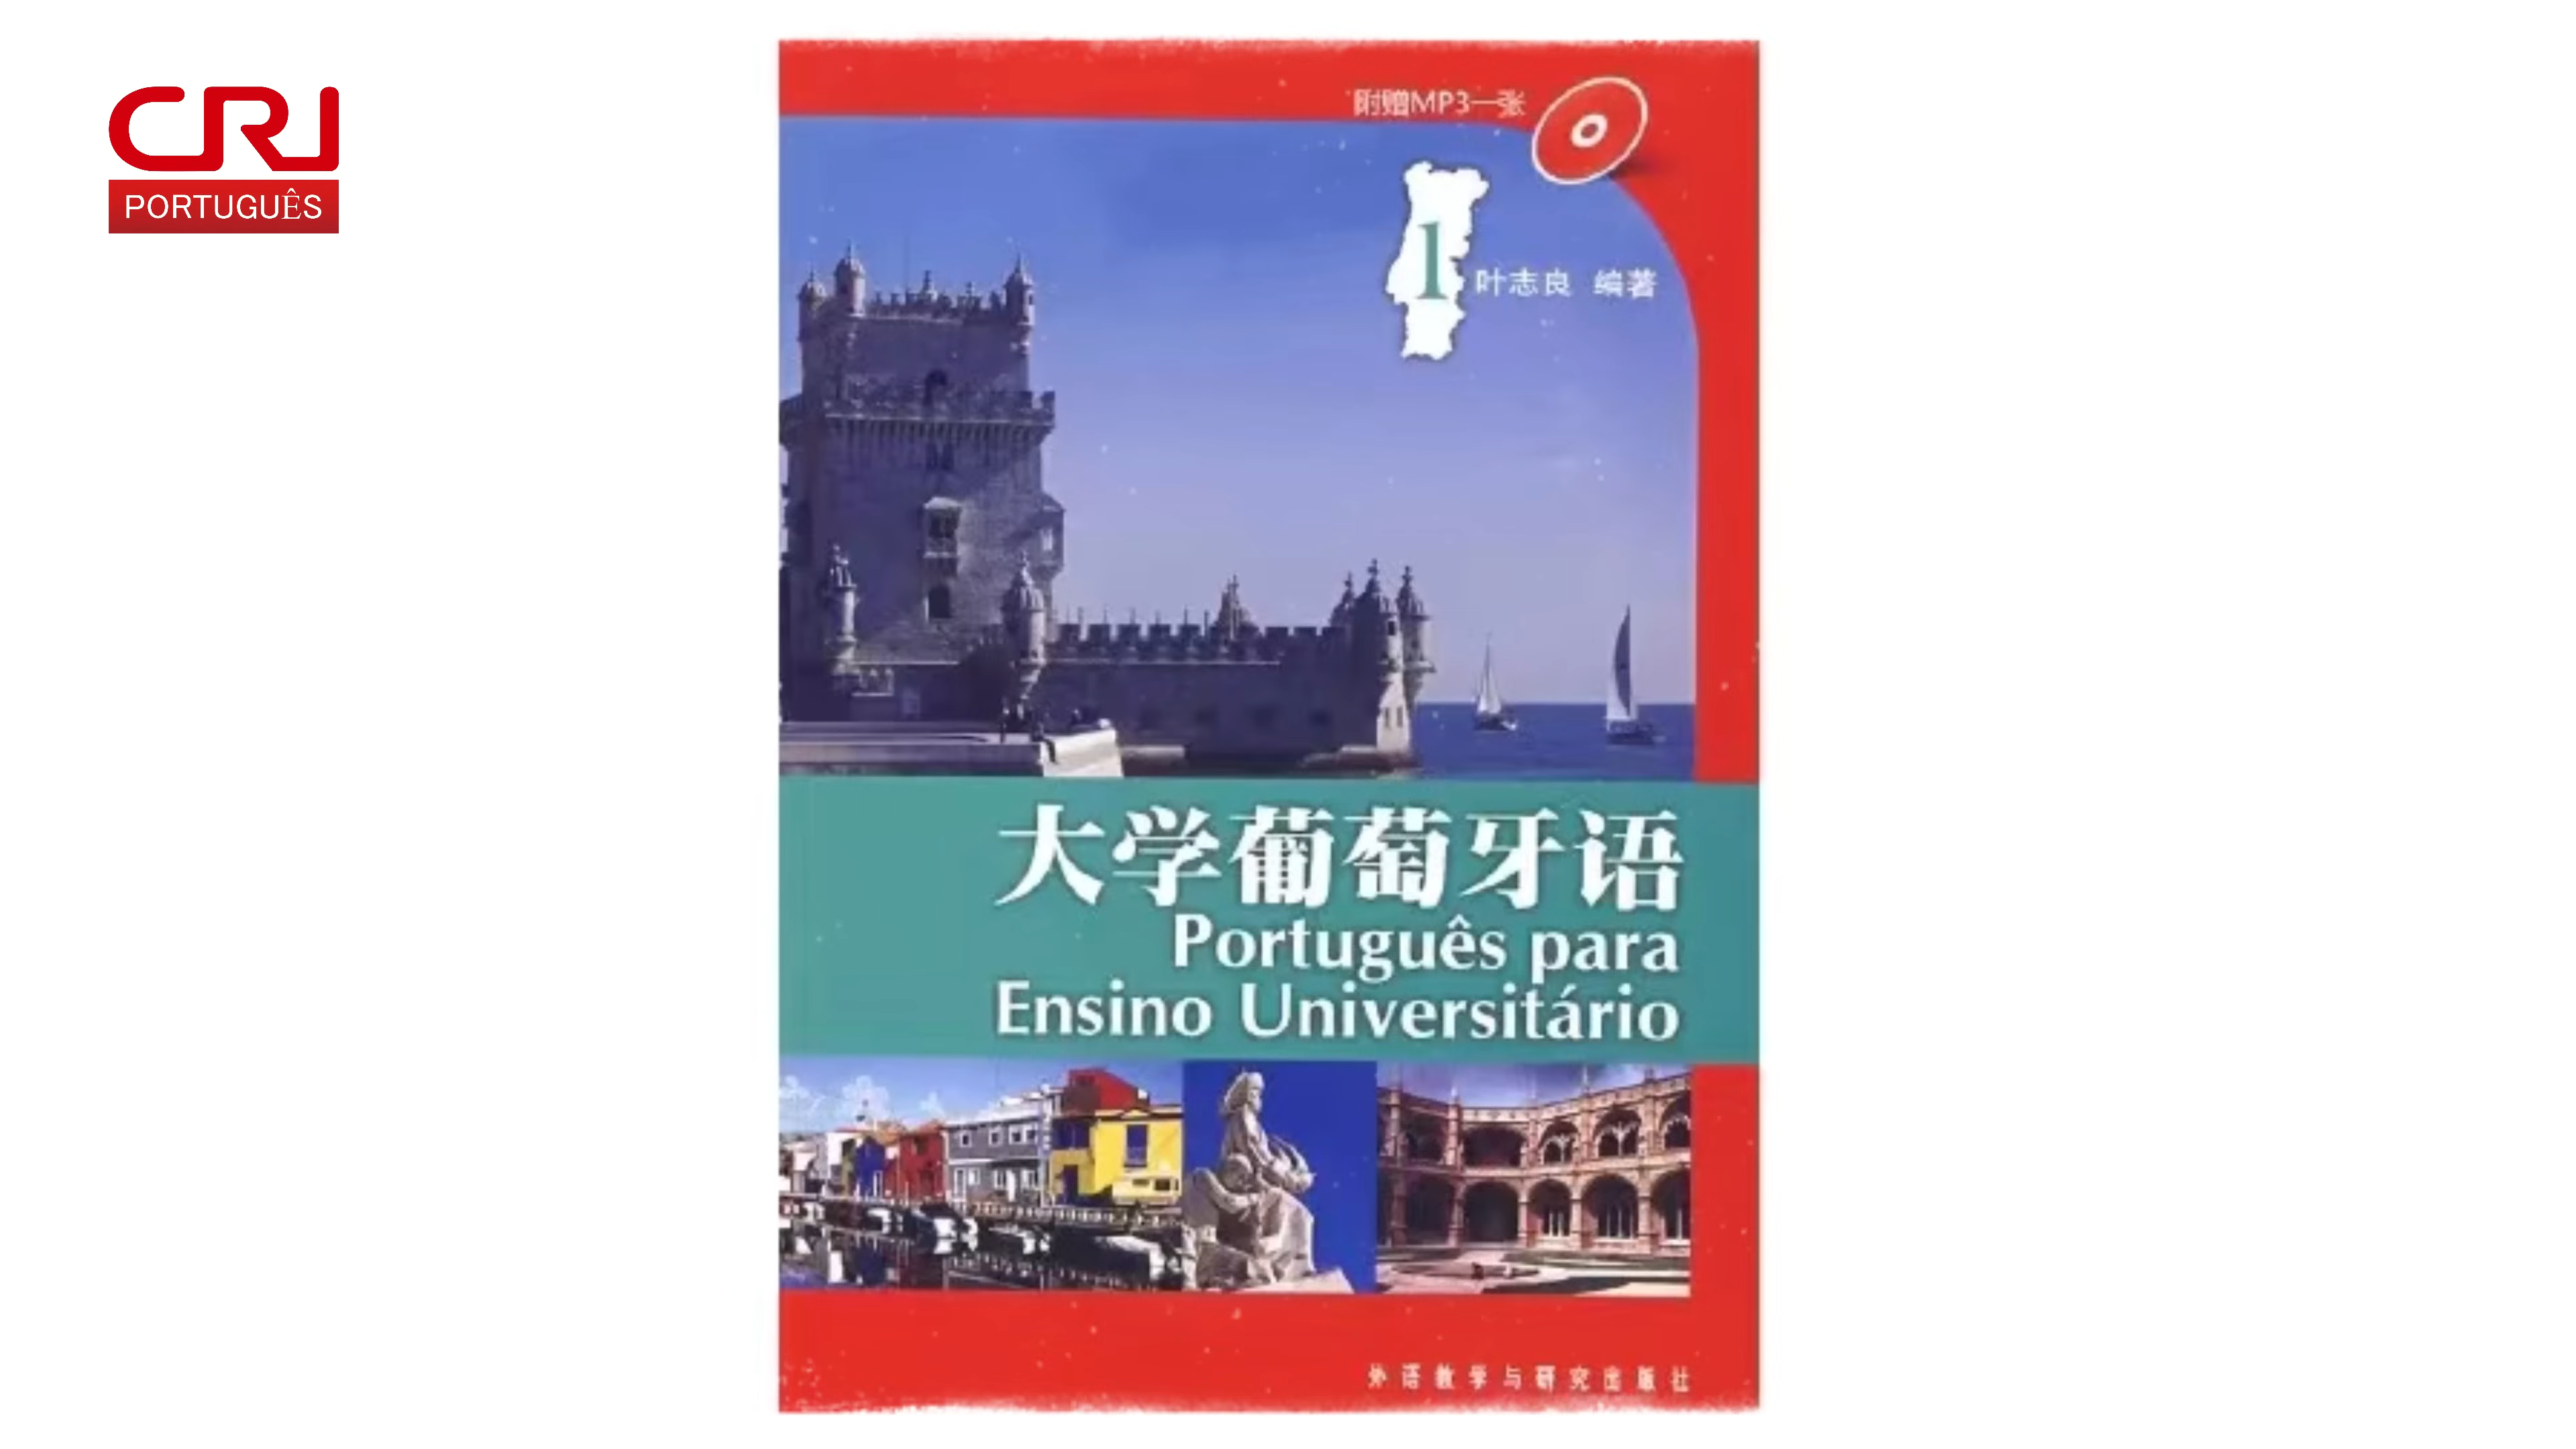 CRI
PORTUGUÊS
附赠MP3一张
1
叶志良 编著
大学葡萄牙语
Português para
Ensino Universitário
外语教学与研究出版社